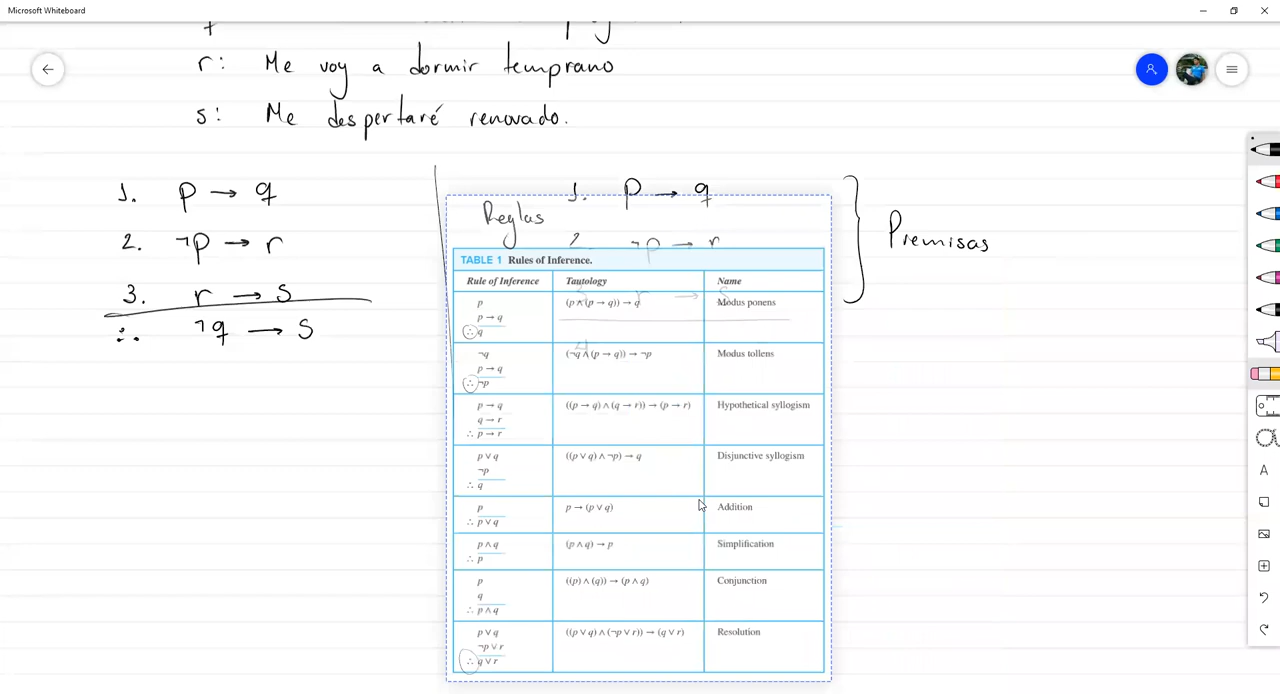 Microsoft Whiteboard
r: Me voy a dormir temprano
s: Me despertaré renovado.
1. p → q
2. ¬p → r
3. r → s
∴ ¬q → s
1. p → q
2. ¬p → r
r → s
Premisas
Reglas
TABLE 1 Rules of Inference.
Rule of Inference Tautology Name
p
p → q
∴ q
(p ∧ (p → q)) → q
Modus ponens
¬q
p → q
∴ ¬p
(¬q ∧ (p → q)) → ¬p
Modus tollens
p → q
q → r
∴ p → r
((p → q) ∧ (q → r)) → (p → r)
Hypothetical syllogism
p ∨ q
¬p
∴ q
((p ∨ q) ∧ ¬p) → q
Disjunctive syllogism
p
∴ p ∨ q
p → (p ∨ q)
Addition
p ∧ q
∴ p
(p ∧ q) → p
Simplification
p
q
∴ p ∧ q
((p) ∧ (q)) → (p ∧ q)
Conjunction
p ∨ q
¬p ∨ r
∴ q ∨ r
((p ∨ q) ∧ (¬p ∨ r)) → (q ∨ r)
Resolution
A